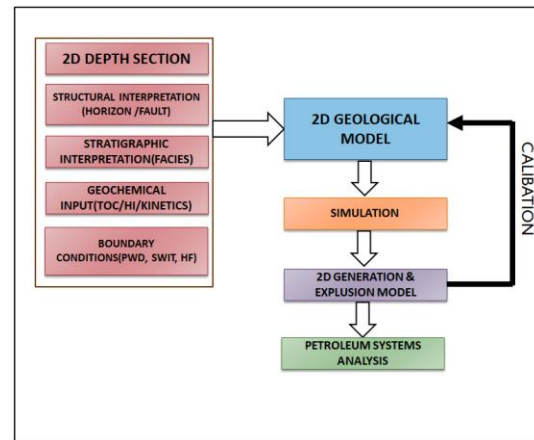 2D DEPTH SECTION
STRUCTURAL INTERPRETATION
(HORIZON /FAULT)
STRATIGRAPHIC
INTERPRETATION(FACIES)
GEOCHEMICAL
INPUT(TOC/HI/KINETICS)
BOUNDARY
CONDITIONS(PWD, SWIT, HF)
2D GEOLOGICAL
MODEL
SIMULATION
2D GENERATION &
EXPLUSION MODEL
PETROLEUM SYSTEMS
ANALYSIS
CALIBATION